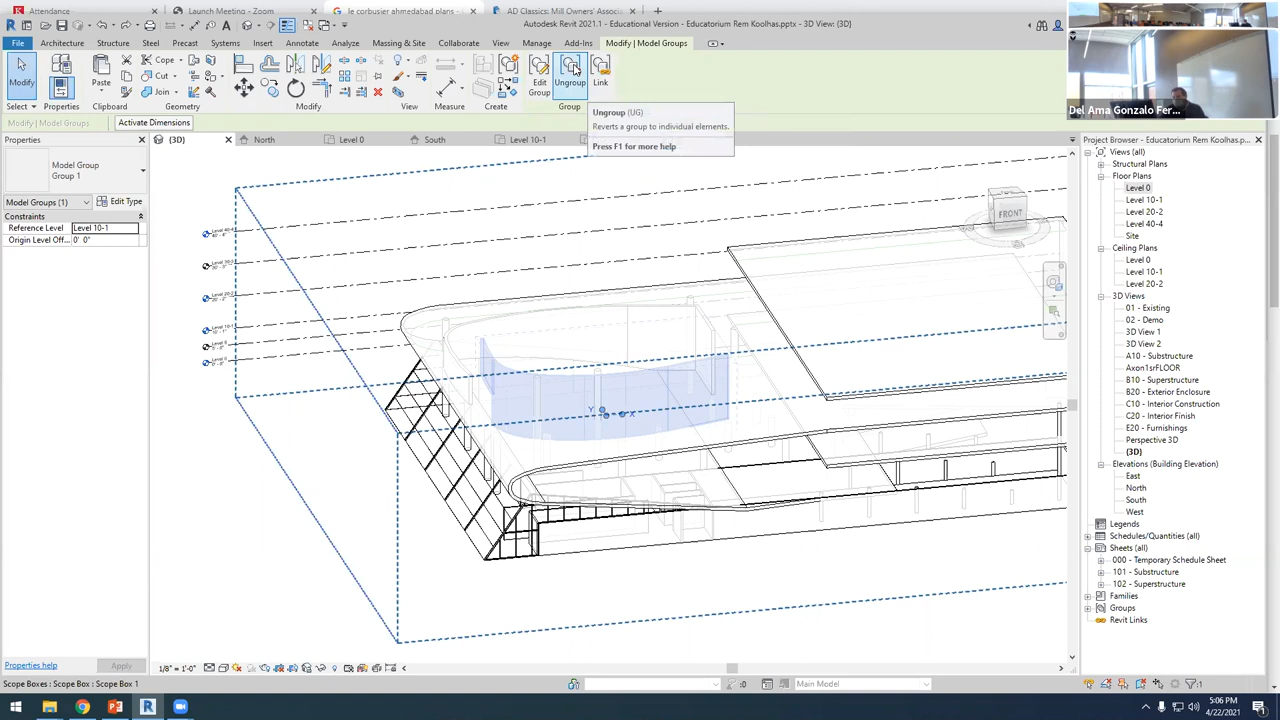 Attendance
Launch Meeting - Zoom
le corbusier ahmedabad plans -
AD Classics: Mill Owners' Assoc
Autodesk Revit 2021.1 - Educational Version - Educatorium Rem Koolhas.pptx - 3D View: {3D}
File
Architecture
Structure
Steel
Precast
Systems
Insert
Annotate
Analyze
Massing & Site
Collaborate
View
Manage
Add-Ins
Modify | Model Groups
Modify
Properties
Paste
Cope
Cut
Join
Edit
Group
Ungroup
Link
Select
Properties
Clipboard
Geometry
Modify
View
Measure
Create
Group
Ungroup (UG)
Reverts a group to individual elements.
Press F1 for more help
Del Ama Gonzalo Fer...
Modify | Model Groups
Activate Dimensions
Properties
{3D}
North
Level 0
South
Level 10-1
Model Group
Group 1
Model Groups (1)
Edit Type
Constraints
Reference Level
Level 10-1
Origin Level Off...
0' 0"
FRONT
Y
X
Project Browser - Educatorium Rem Koolhas.p...
Views (all)
Structural Plans
Floor Plans
Level 0
Level 10-1
Level 20-2
Level 40-4
Site
Ceiling Plans
Level 0
Level 10-1
Level 20-2
3D Views
01 - Existing
02 - Demo
3D View 1
3D View 2
A10 - Substructure
Axon1srFLOOR
B10 - Superstructure
B20 - Exterior Enclosure
C10 - Interior Construction
C20 - Interior Finish
E20 - Furnishings
Perspective 3D
{3D}
Elevations (Building Elevation)
East
North
South
West
Legends
Schedules/Quantities (all)
Sheets (all)
000 - Temporary Schedule Sheet
101 - Substructure
102 - Superstructure
Families
Groups
Revit Links
Properties help
Apply
1/8" = 1'-0"
Scope Boxes : Scope Box : Scope Box 1
:0
Main Model
:1
5:06 PM
4/22/2021